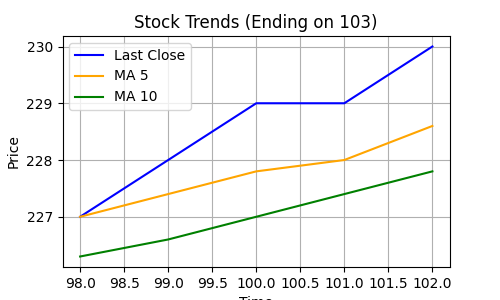 Stock Trends (Ending on 103)
230
229
228
227
Price
Last Close
MA 5
MA 10
98.0 98.5 99.0 99.5 100.0 100.5 101.0 101.5 102.0
Time